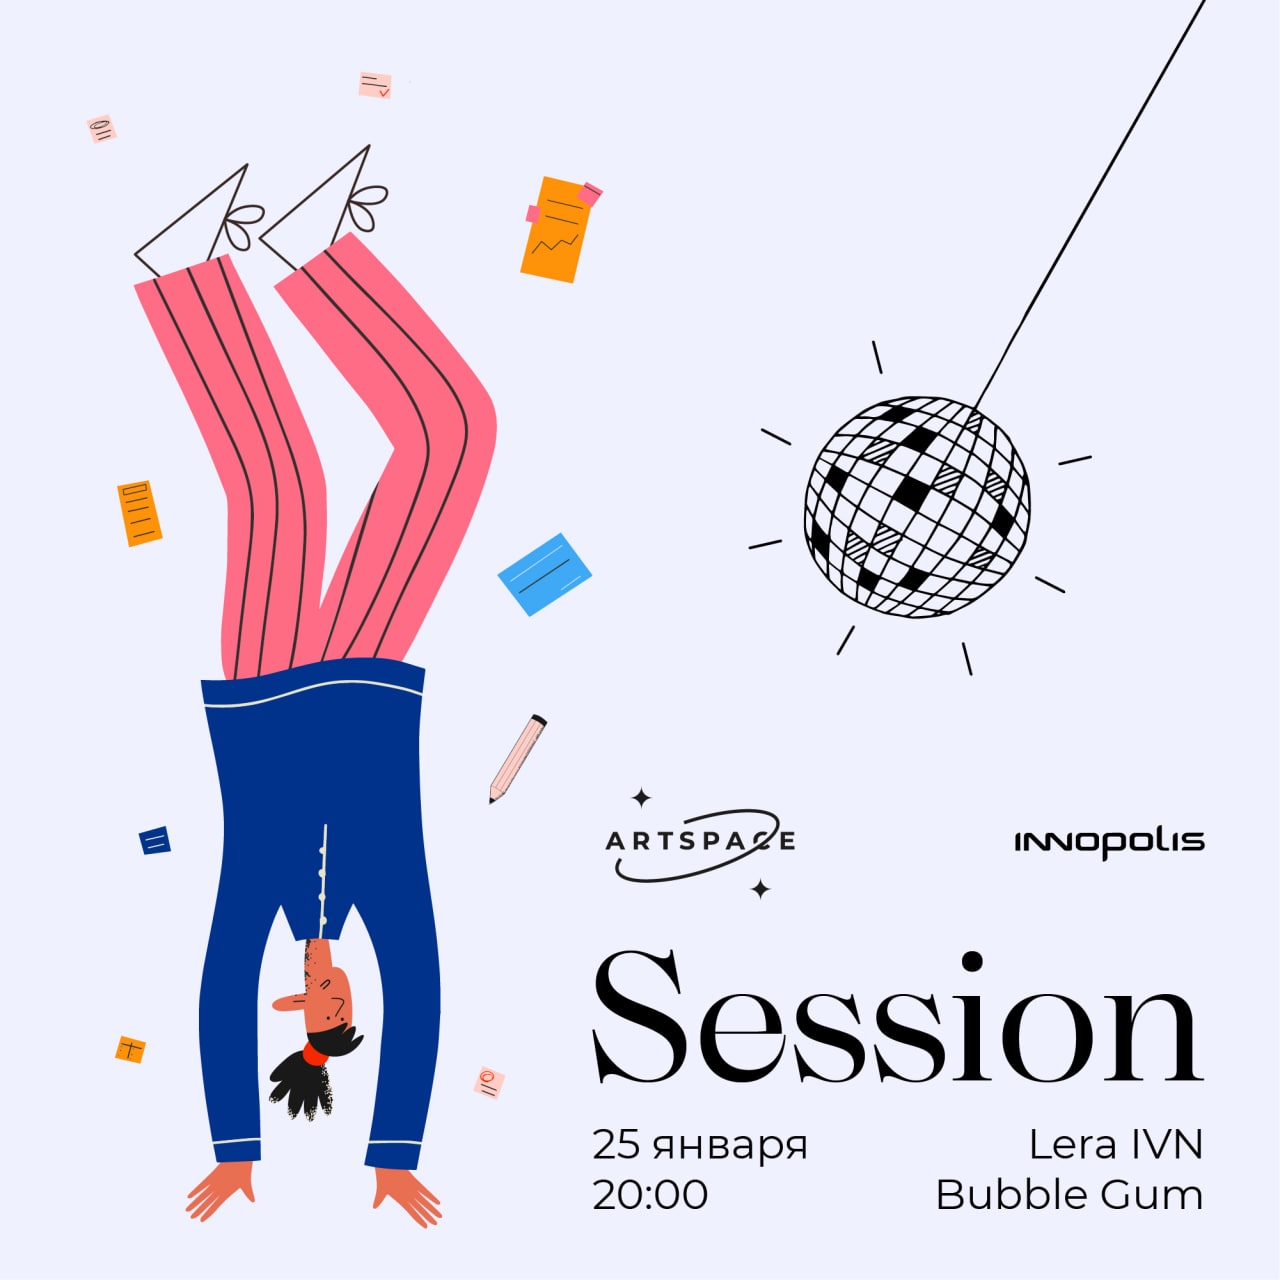 ARTSPACE
INNOPOLIS
Session
25 января
20:00
Lera IVN
Bubble Gum